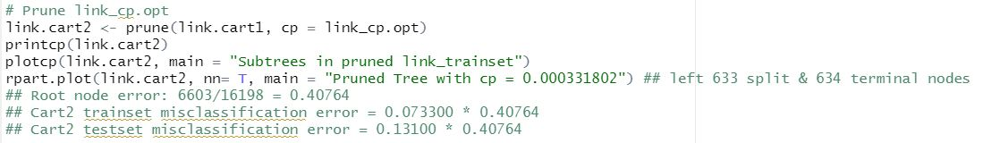 # Prune link_cp.opt
link.cart2 <- prune(link.cart1, cp = link_cp.opt)
printcp(link.cart2)
plotcp(link.cart2, main = "Subtrees in pruned link_trainset")
rpart.plot(link.cart2, nn= T, main = "Pruned Tree with cp = 0.000331802") ## left 633 split & 634 terminal nodes
## Root node error: 6603/16198 = 0.40764
## Cart2 trainset misclassification error = 0.073300 * 0.40764
## Cart2 testset misclassification error = 0.13100 * 0.40764